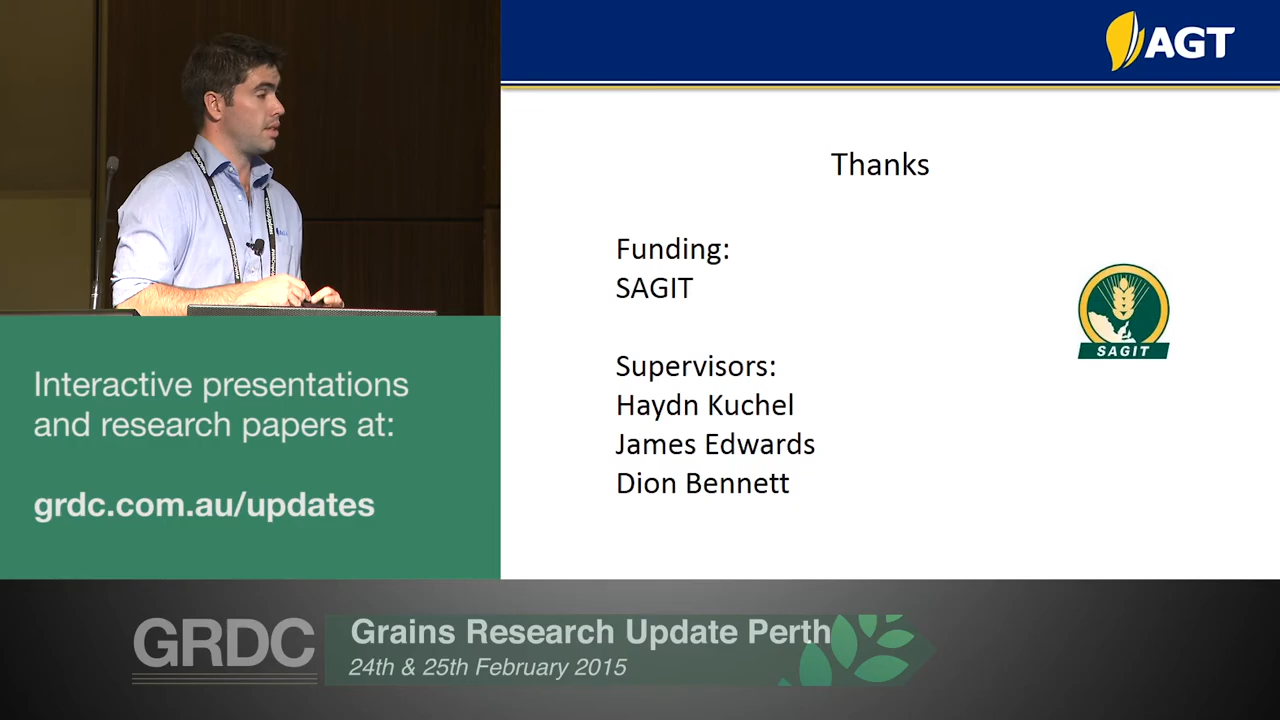 AGT
Thanks
Funding:
SAGIT
SAGIT
Supervisors:
Haydn Kuchel
James Edwards
Dion Bennett
Interactive presentations
and research papers at:
grdc.com.au/updates
GRDC
Grains Research Update Perth
24th & 25th February 2015